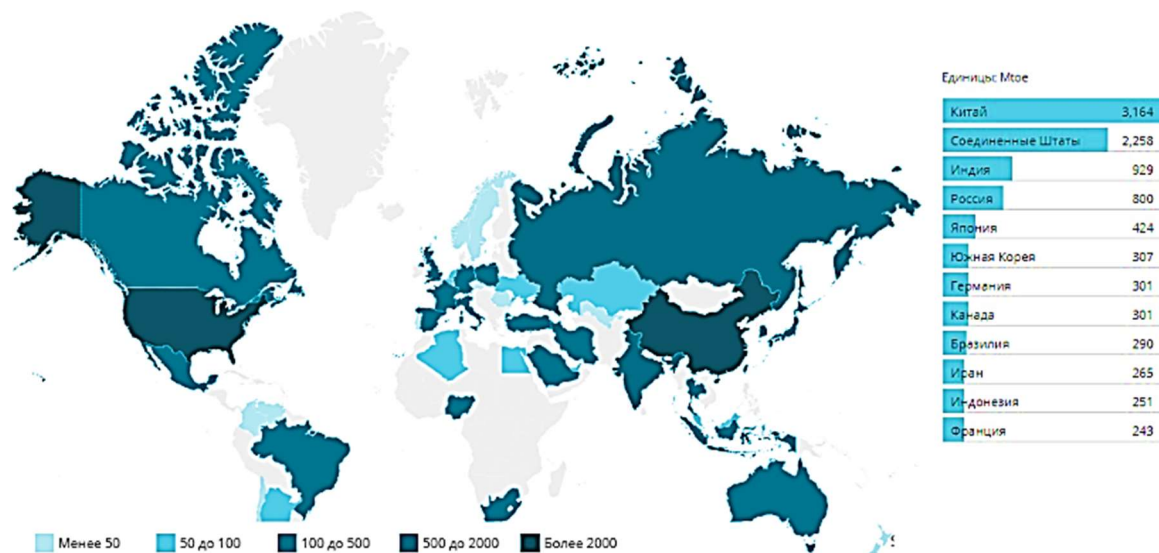 Единицы: Mtoe
Китай 3,164
Соединенные Штаты 2,258
Индия 929
Россия 800
Япония 424
Южная Корея 307
Германия 301
Канада 301
Бразилия 290
Иран 265
Индонезия 251
Франция 243
Менее 50 50 до 100 100 до 500 500 до 2000 Более 2000